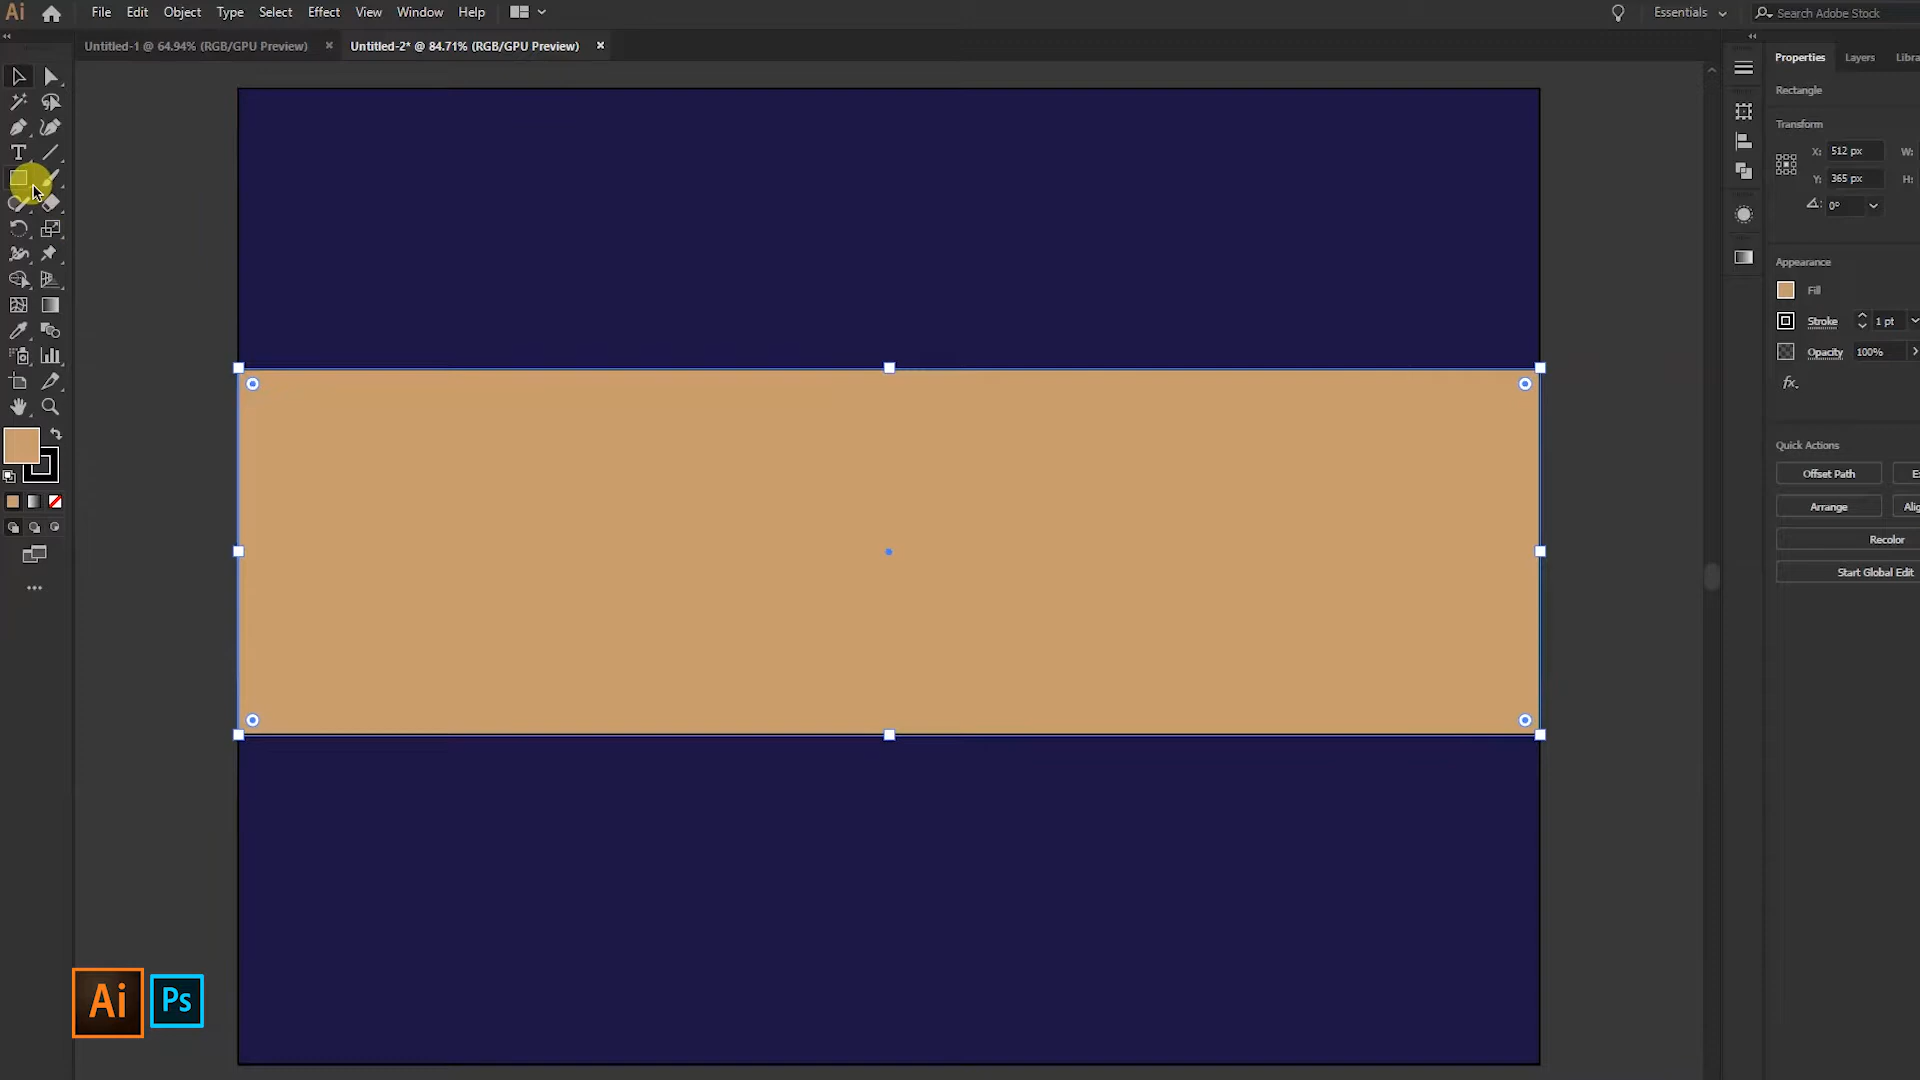 Ai File Edit Object Type Select Effect View Window Help Essentials Search Adobe Stock
Untitled-1 @ 64.94% (RGB/GPU Preview) × Untitled-2* @ 84.71% (RGB/GPU Preview) ×
Properties Layers Libra
Rectangle
Transform
X: 512 px W:
Y: 365 px H:
0°
Appearance
Fill
Stroke 1 pt
Opacity 100%
fx.
Quick Actions
Offset Path
Arrange Alig
Recolor
Start Global Edit
Ai Ps